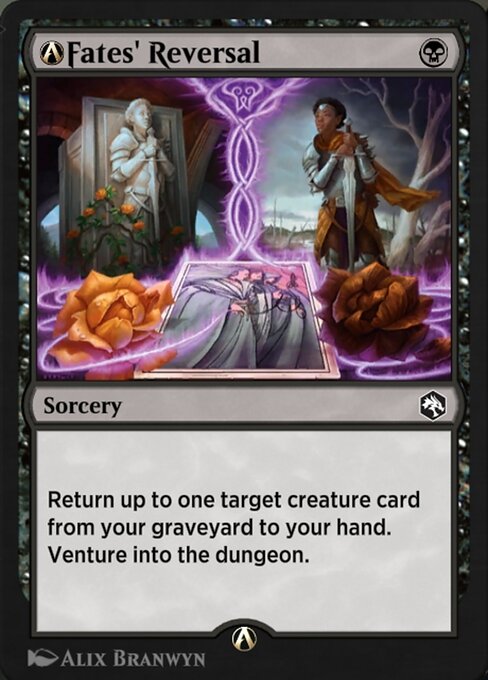 Fates' Reversal
Sorcery
Return up to one target creature card
from your graveyard to your hand.
Venture into the dungeon.
Alix Branwyn